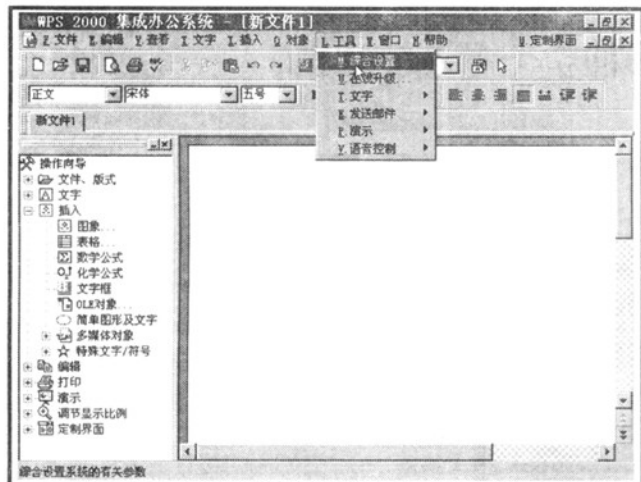 WPS 2000 集成办公系统 - [新文件1]
F 文件 E 编辑 V 查看 I 文字 I 插入 O 对象 L 工具 W 窗口 H 帮助 U 定制界面
M 综合设置
正文 宋体 五号
N 在线升级...
I 文字
新文件1
发送邮件
演示
V 语音控制
操作向导
文件、版式
文字
插入
图象...
表格...
数学公式
化学公式
文字框
OLE对象...
简单图形及文字
多媒体对象
特殊文字/符号
编辑
打印
演示
调节显示比例
定制界面
综合设置系统的有关参数